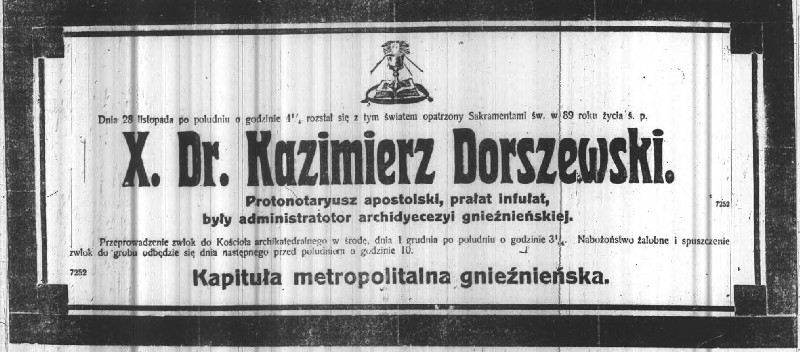 Dnia 28 listopada po południu o godzinie 4¼ rozstał się z tym światem opatrzony Sakramentami św. w 89 roku życia ś. p.
X. Dr. Kazimierz Dorszewski.
Protonotaryusz apostolski, prałat infułat,
7252
były administratotor archidyecezyi gnieźnieńskiej.
Przeprowadzenie zwłok do Kościoła archikatedralnego w środę, dnia 1 grudnia po południu o godzinie 3¼. Nabożeństwo żałobne i spuszczenie
zwłok do grobu odbędzie się dnia następnego przed południem o godzinie 10.
7252
Kapituła metropolitalna gnieźnieńska.